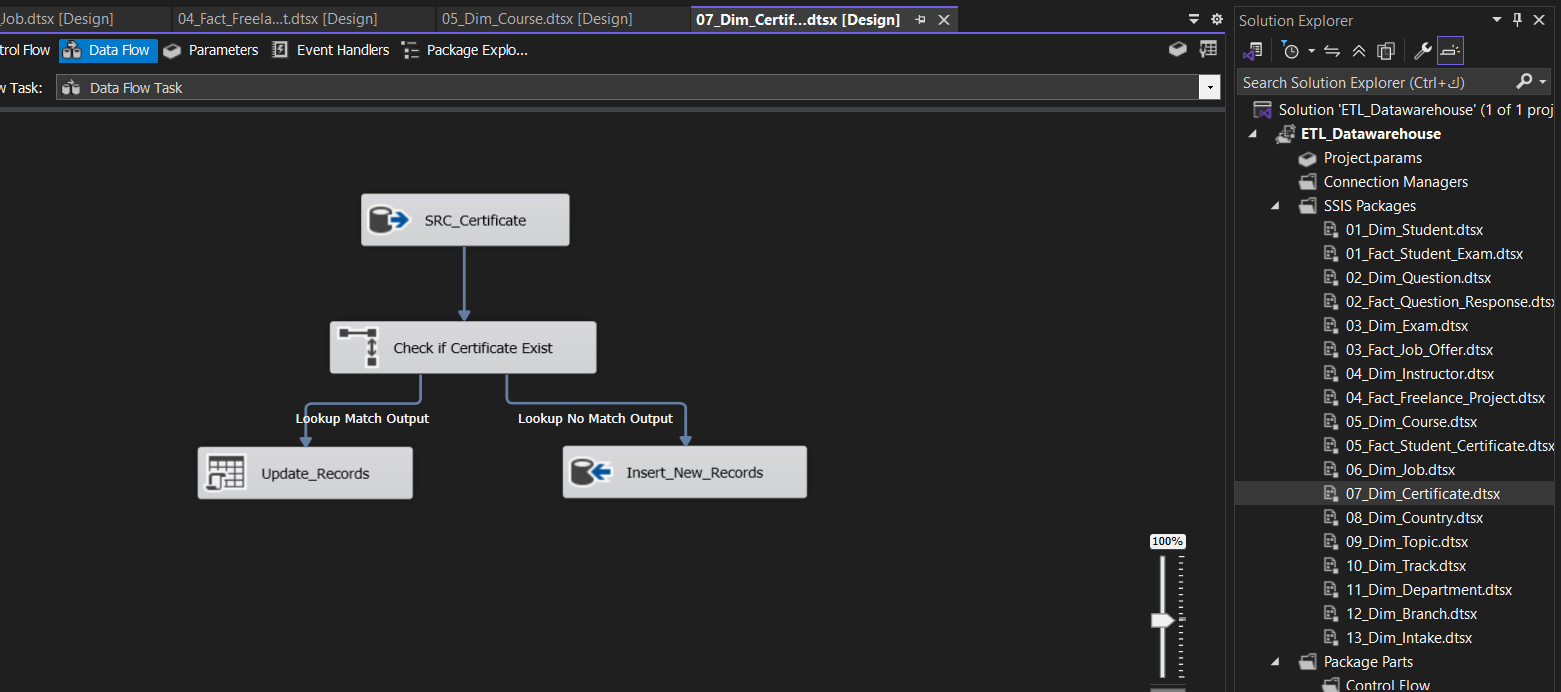 _Job.dtsx [Design]
04_Fact_Freela...t.dtsx [Design]
05_Dim_Course.dtsx [Design]
07_Dim_Certif...dtsx [Design]
trol Flow
Data Flow
Parameters
Event Handlers
Package Explo...
w Task:
Data Flow Task
SRC_Certificate
Check if Certificate Exist
Lookup Match Output
Lookup No Match Output
Update_Records
Insert_New_Records
100%
Solution Explorer
Search Solution Explorer (Ctrl+ك)
Solution 'ETL_Datawarehouse' (1 of 1 proj
ETL_Datawarehouse
Project.params
Connection Managers
SSIS Packages
01_Dim_Student.dtsx
01_Fact_Student_Exam.dtsx
02_Dim_Question.dtsx
02_Fact_Question_Response.dtsx
03_Dim_Exam.dtsx
03_Fact_Job_Offer.dtsx
04_Dim_Instructor.dtsx
04_Fact_Freelance_Project.dtsx
05_Dim_Course.dtsx
05_Fact_Student_Certificate.dtsx
06_Dim_Job.dtsx
07_Dim_Certificate.dtsx
08_Dim_Country.dtsx
09_Dim_Topic.dtsx
10_Dim_Track.dtsx
11_Dim_Department.dtsx
12_Dim_Branch.dtsx
13_Dim_Intake.dtsx
Package Parts
Control Flow